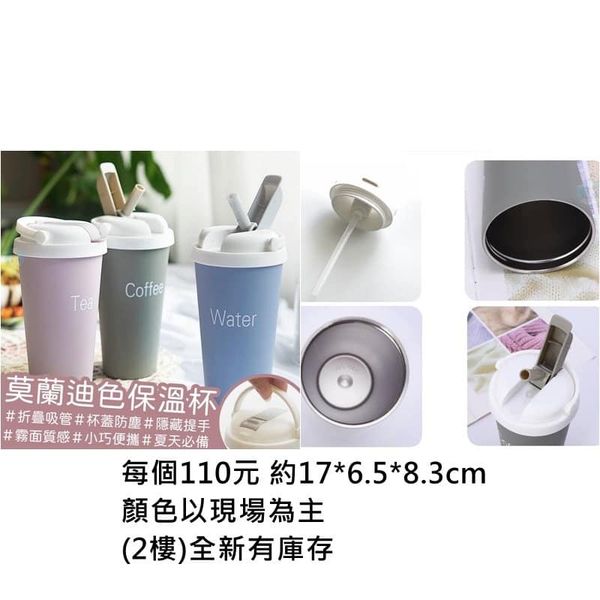 Tea
Coffee
Water
莫蘭迪色保溫杯
#折疊吸管#杯蓋防塵#隱藏提手
#霧面質感#小巧便攜#夏天必備
每個110元 約17*6.5*8.3cm
顏色以現場為主
(2樓)全新有庫存